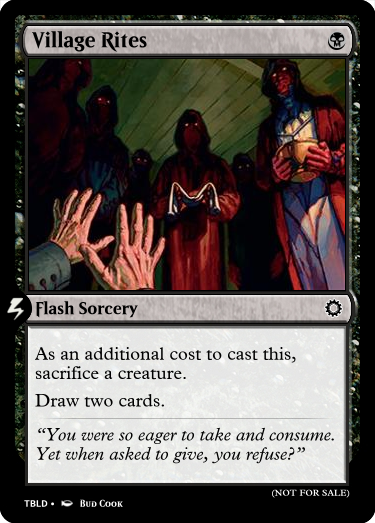 Village Rites
Flash Sorcery
As an additional cost to cast this,
sacrifice a creature.
Draw two cards.
“You were so eager to take and consume.
Yet when asked to give, you refuse?”
(NOT FOR SALE)
TBLD • Bud Cook